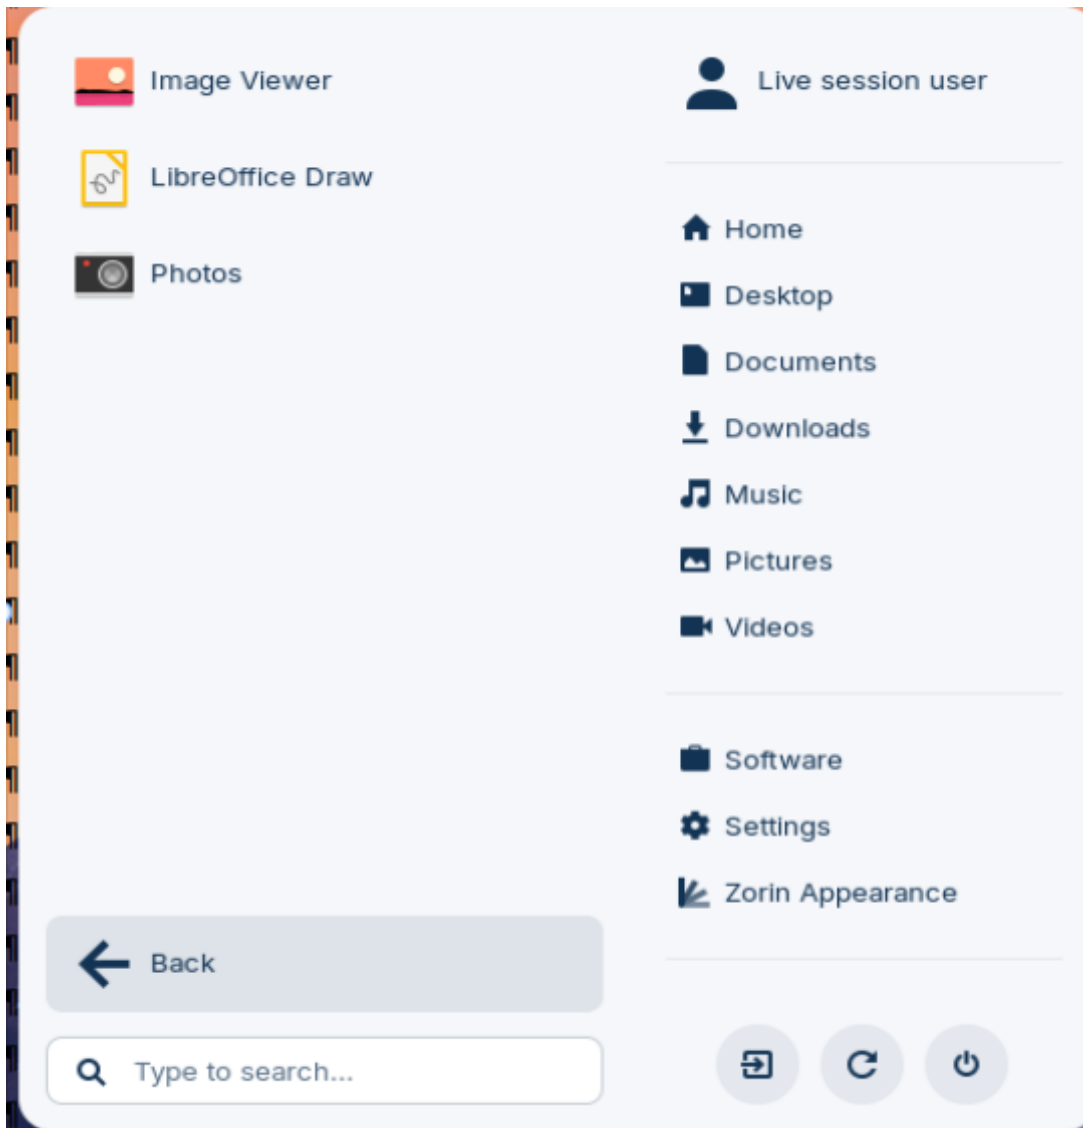 Image Viewer
LibreOffice Draw
Photos
Back
Type to search...
Live session user
Home
Desktop
Documents
Downloads
Music
Pictures
Videos
Software
Settings
Zorin Appearance